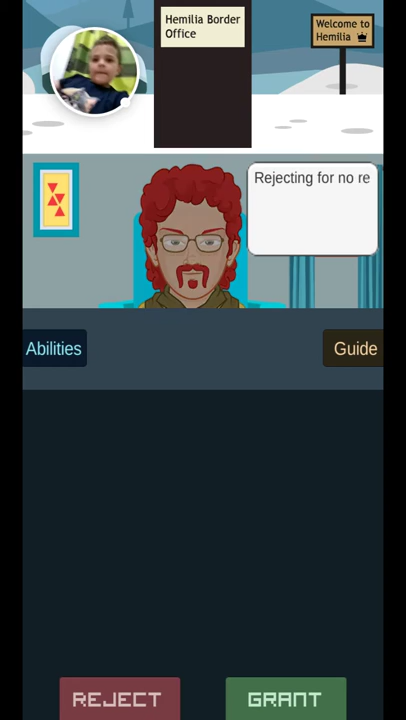 Hemilia Border
Office
Welcome to
Hemilia
Rejecting for no re
Abilities
Guide
REJECT
GRANT